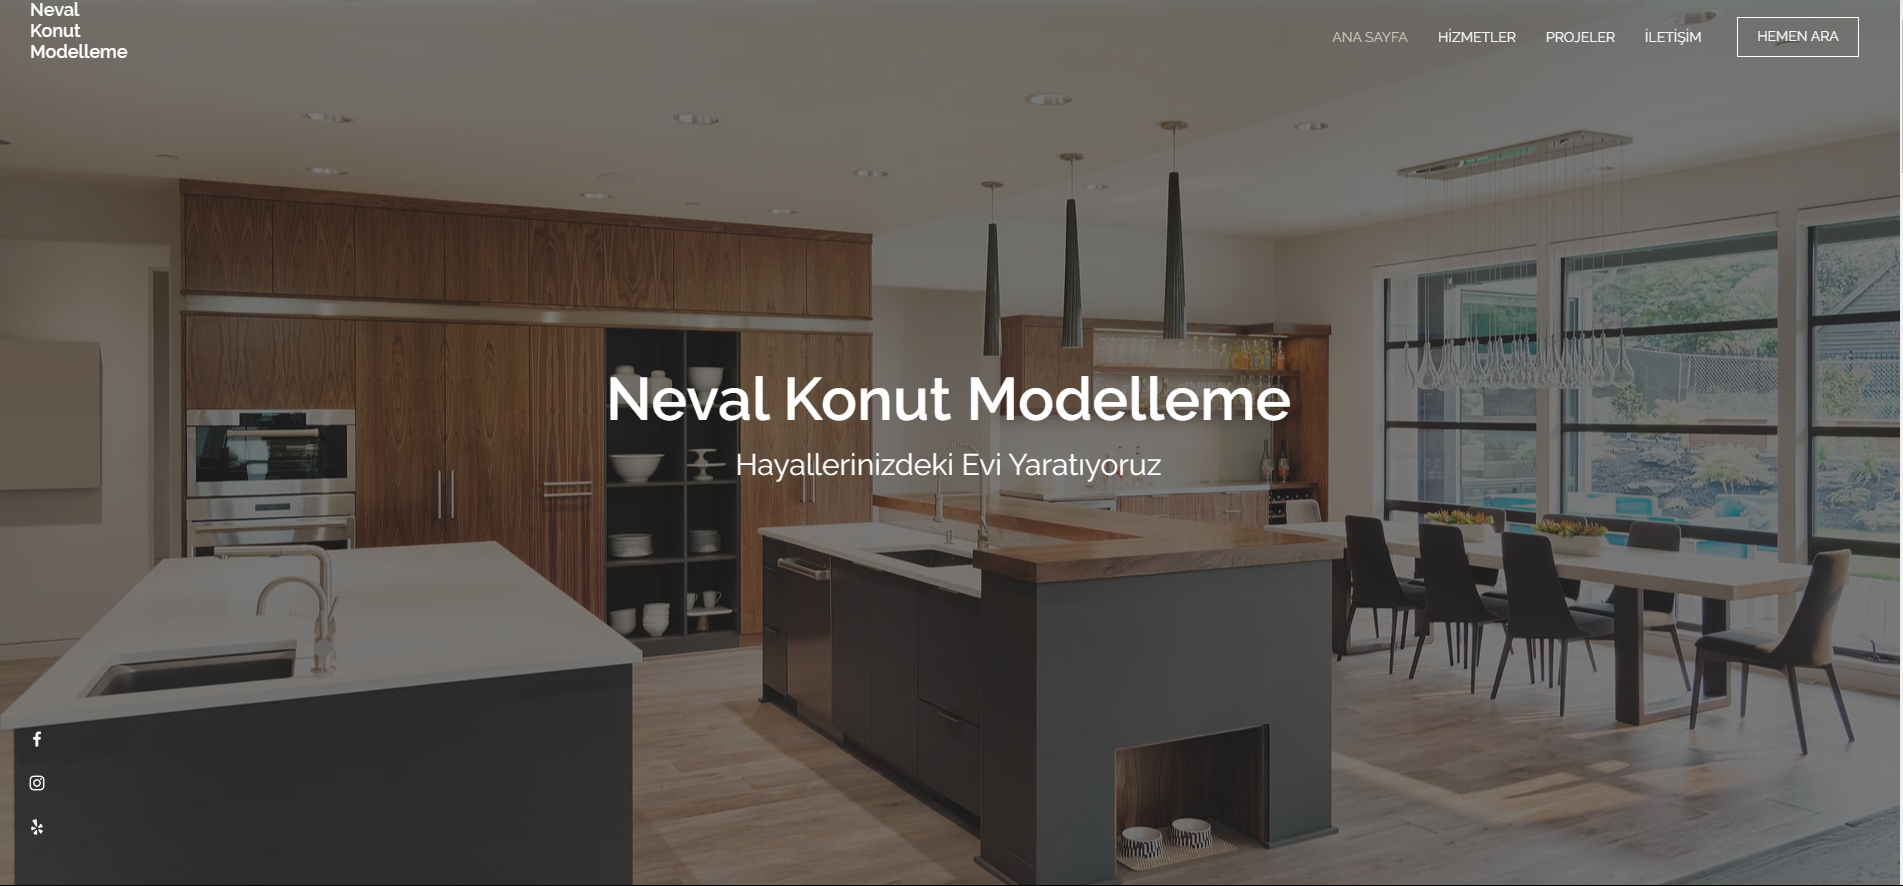 Neval
Konut
Modelleme
ANA SAYFA
HİZMETLER
PROJELER
İLETİŞİM
HEMEN ARA
Neval Konut Modelleme
Hayallerinizdeki Evi Yaratıyoruz